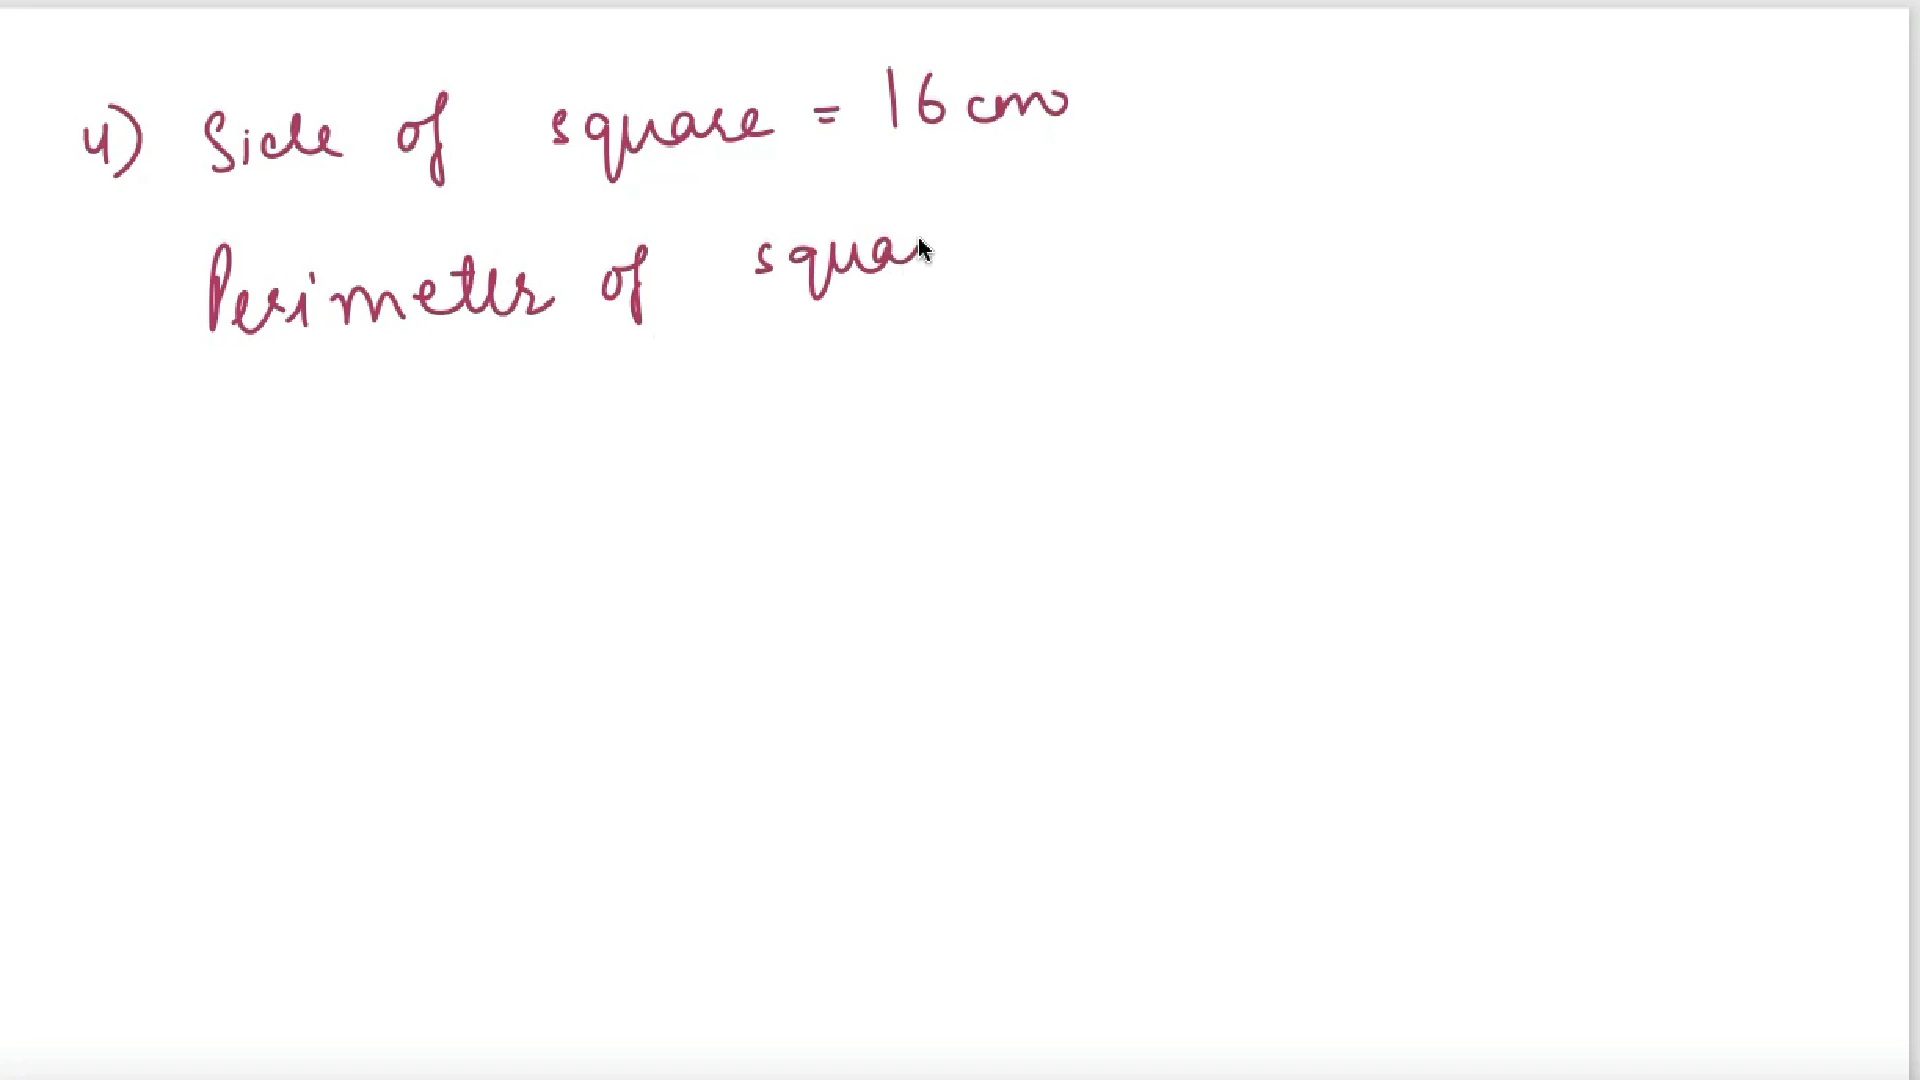 4) Side of square = 16 cm
Perimeter of squa